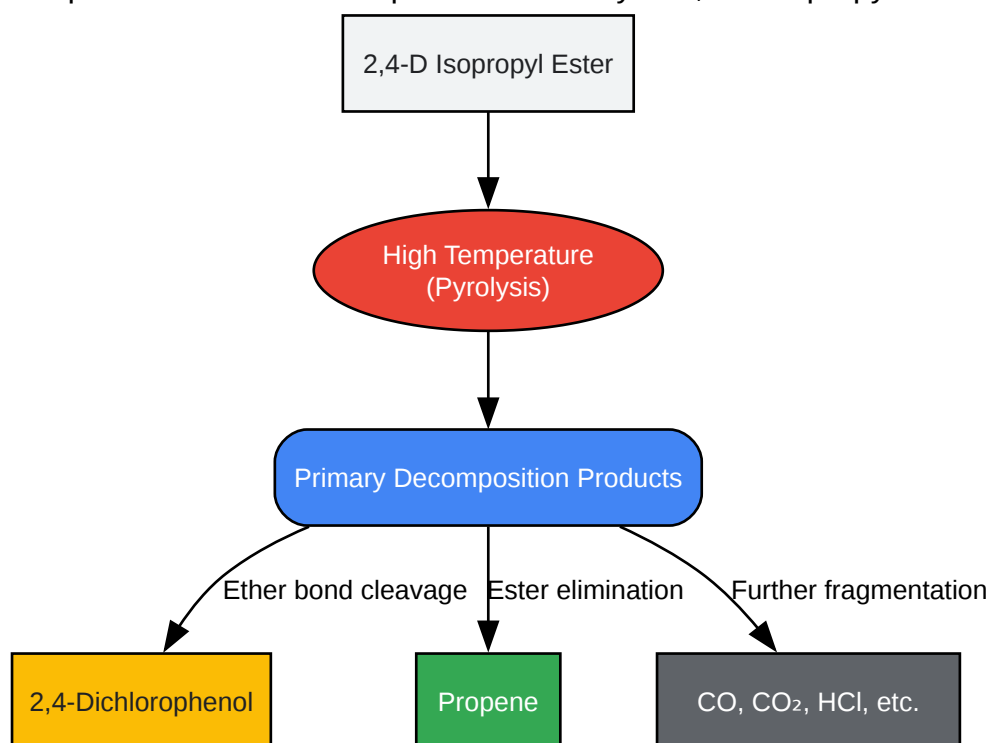 2,4-D Isopropyl Ester
High Temperature
(Pyrolysis)
Primary Decomposition Products
Ether bond cleavage
Ester elimination
Further fragmentation
2,4-Dichlorophenol
Propene
CO, CO₂, HCl, etc.